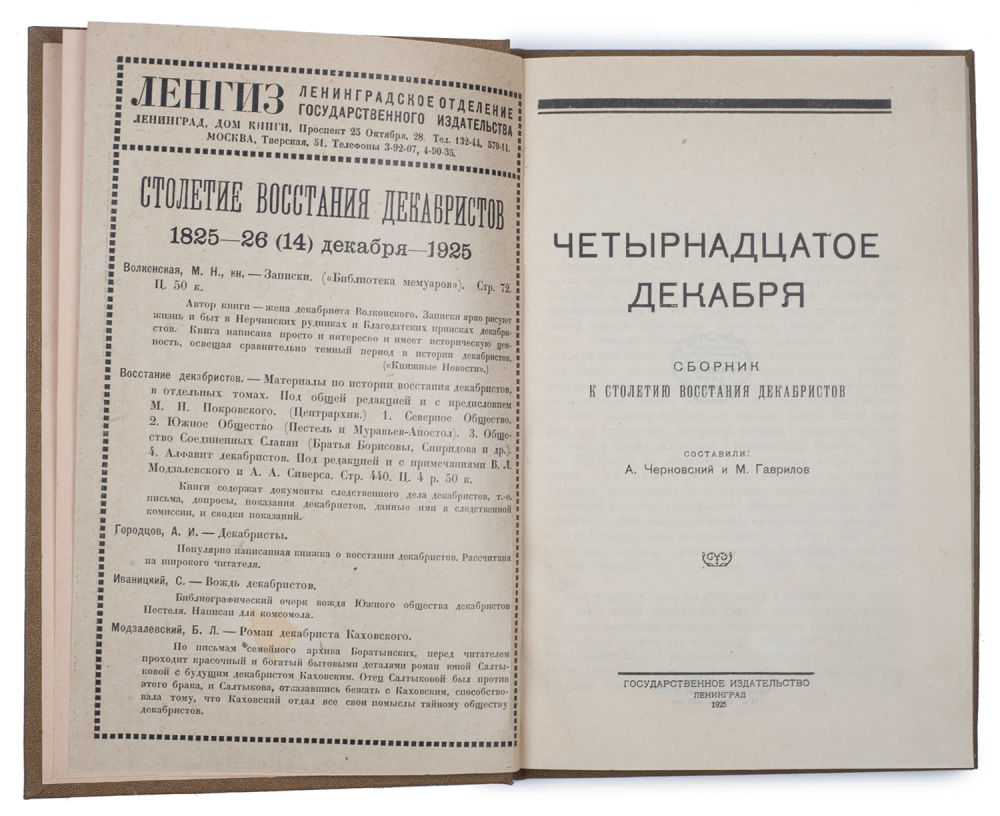 ЛЕНГИЗ ЛЕНИНГРАДСКОЕ ОТДЕЛЕНИЕ
ГОСУДАРСТВЕННОГО ИЗДАТЕЛЬСТВА
ЛЕНИНГРАД, ДОМ КНИГИ, Проспект 25 Октября, 28. Тел. 132-44, 570-14.
МОСКВА, Тверская, 51. Телефоны 3-92-07, 4-90-35.
СТОЛЕТИЕ ВОССТАНИЯ ДЕКАБРИСТОВ
1825—26 (14) декабря—1925
Волконская, М. Н., кн. — Записки. («Библиотека мемуаров»). Стр. 72.
Ц. 50 к.
Автор книги — жена декабриста Волконского. Записки ярко рисуют
жизнь и быт в Нерчинских рудниках и Благодатских приисках декабри-
стов. Книга написана просто и интересно и имеет историческую цен-
ность, освещая сравнительно темный период в истории декабристов.
(«Книжные Новости».)
Восстание декабристов. — Материалы по истории восстания декабристов,
в отдельных томах. Под общей редакцией и с предисловием
М. Н. Покровского. (Центрархив.) 1. Северное Общество.
2. Южное Общество (Пестель и Муравьев-Апостол). 3. Обще-
ство Соединенных Славян (Братья Борисовы, Спиридова и др.).
4. Алфавит декабристов. Под редакцией и с примечаниями Б. Л.
Модзалевского и А. А. Сиверса. Стр. 440. Ц. 4 р. 50 к.
Книги содержат документы следственного дела декабристов, т.-е.
письма, допросы, показания декабристов, данные ими в следственной
комиссии, и сводки показаний.
Городцов, А. И. — Декабристы.
Популярно написанная книжка о восстании декабристов. Рассчитана
на широкого читателя.
Иваницкий, С. — Вождь декабристов.
Библиографический очерк вождя Южного общества декабристов
Пестеля. Написан для комсомола.
Модзалевский, Б. Л. — Роман декабриста Каховского.
По письмам семейного архива Боратынских, перед читателем
проходит красочный и богатый бытовыми деталями роман юной Салты-
ковой с будущим декабристом Каховским. Отец Салтыковой был против
этого брака, и Салтыкова, отказавшись бежать с Каховским, способство-
вала тому, что Каховский отдал все свои помыслы тайному обществу
декабристов.
ЧЕТЫРНАДЦАТОЕ
ДЕКАБРЯ
СБОРНИК
К СТОЛЕТИЮ ВОССТАНИЯ ДЕКАБРИСТОВ
СОСТАВИЛИ:
А. Черновский и М. Гаврилов
ГОСУДАРСТВЕННОЕ ИЗДАТЕЛЬСТВО
ЛЕНИНГРАД
1925